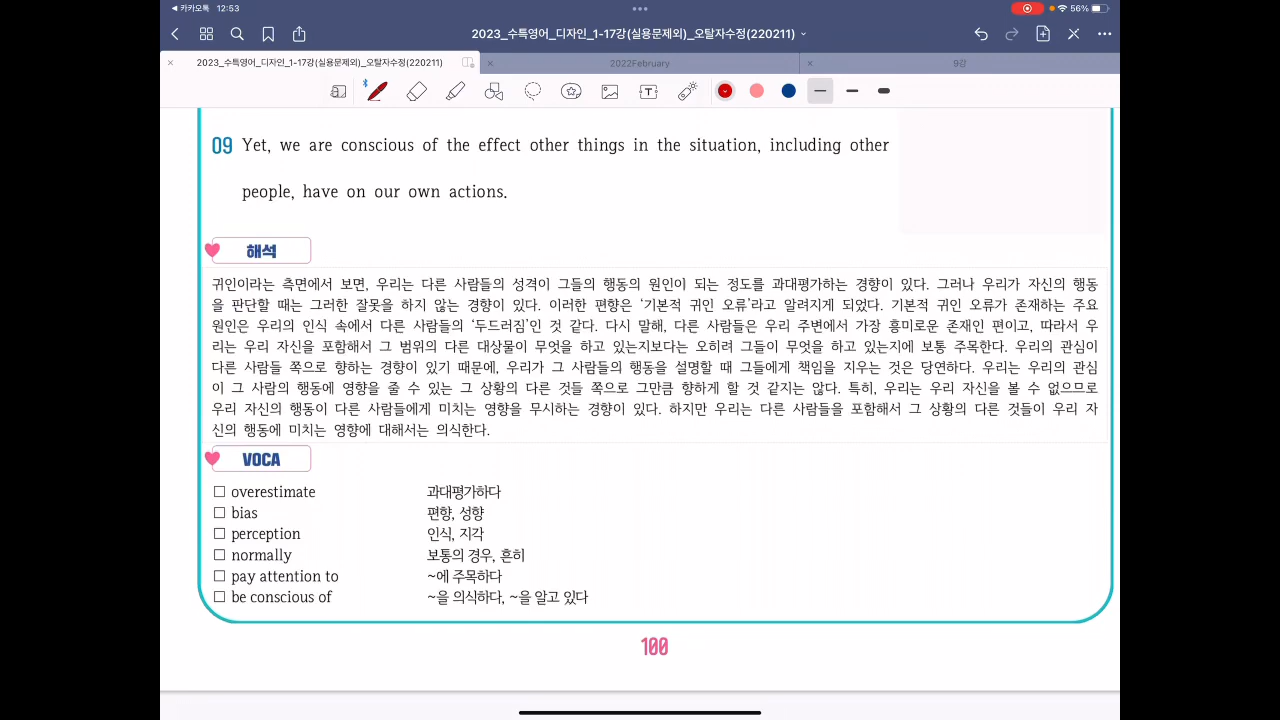 ◀ 카카오톡 12:53
56%
2023_수특영어_디자인_1-17강(실용문제외)_오탈자수정(220211)
2023_수특영어_디자인_1-17강(실용문제외)_오탈자수정(220211)
2022February
9강
09 Yet, we are conscious of the effect other things in the situation, including other
people, have on our own actions.
해석
귀인이라는 측면에서 보면, 우리는 다른 사람들의 성격이 그들의 행동의 원인이 되는 정도를 과대평가하는 경향이 있다. 그러나 우리가 자신의 행동
을 판단할 때는 그러한 잘못을 하지 않는 경향이 있다. 이러한 편향은 ‘기본적 귀인 오류’라고 알려지게 되었다. 기본적 귀인 오류가 존재하는 주요
원인은 우리의 인식 속에서 다른 사람들의 ‘두드러짐’인 것 같다. 다시 말해, 다른 사람들은 우리 주변에서 가장 흥미로운 존재인 편이고, 따라서 우
리는 우리 자신을 포함해서 그 범위의 다른 대상물이 무엇을 하고 있는지보다는 오히려 그들이 무엇을 하고 있는지에 보통 주목한다. 우리의 관심이
다른 사람들 쪽으로 향하는 경향이 있기 때문에, 우리가 그 사람들의 행동을 설명할 때 그들에게 책임을 지우는 것은 당연하다. 우리는 우리의 관심
이 그 사람의 행동에 영향을 줄 수 있는 그 상황의 다른 것들 쪽으로 그만큼 향하게 할 것 같지는 않다. 특히, 우리는 우리 자신을 볼 수 없으므로
우리 자신의 행동이 다른 사람들에게 미치는 영향을 무시하는 경향이 있다. 하지만 우리는 다른 사람들을 포함해서 그 상황의 다른 것들이 우리 자
신의 행동에 미치는 영향에 대해서는 의식한다.
VOCA
□ overestimate 과대평가하다
□ bias 편향, 성향
□ perception 인식, 지각
□ normally 보통의 경우, 흔히
□ pay attention to ~에 주목하다
□ be conscious of ~을 의식하다, ~을 알고 있다
100